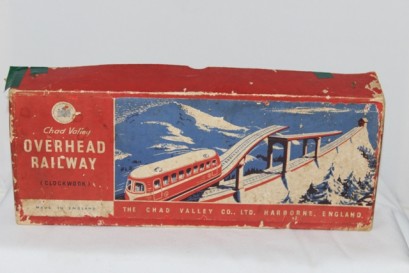 Chad Valley
OVERHEAD
RAILWAY
(CLOCKWORK)
MADE IN ENGLAND
THE CHAD VALLEY CO., LTD. HARBORNE, ENGLAND.